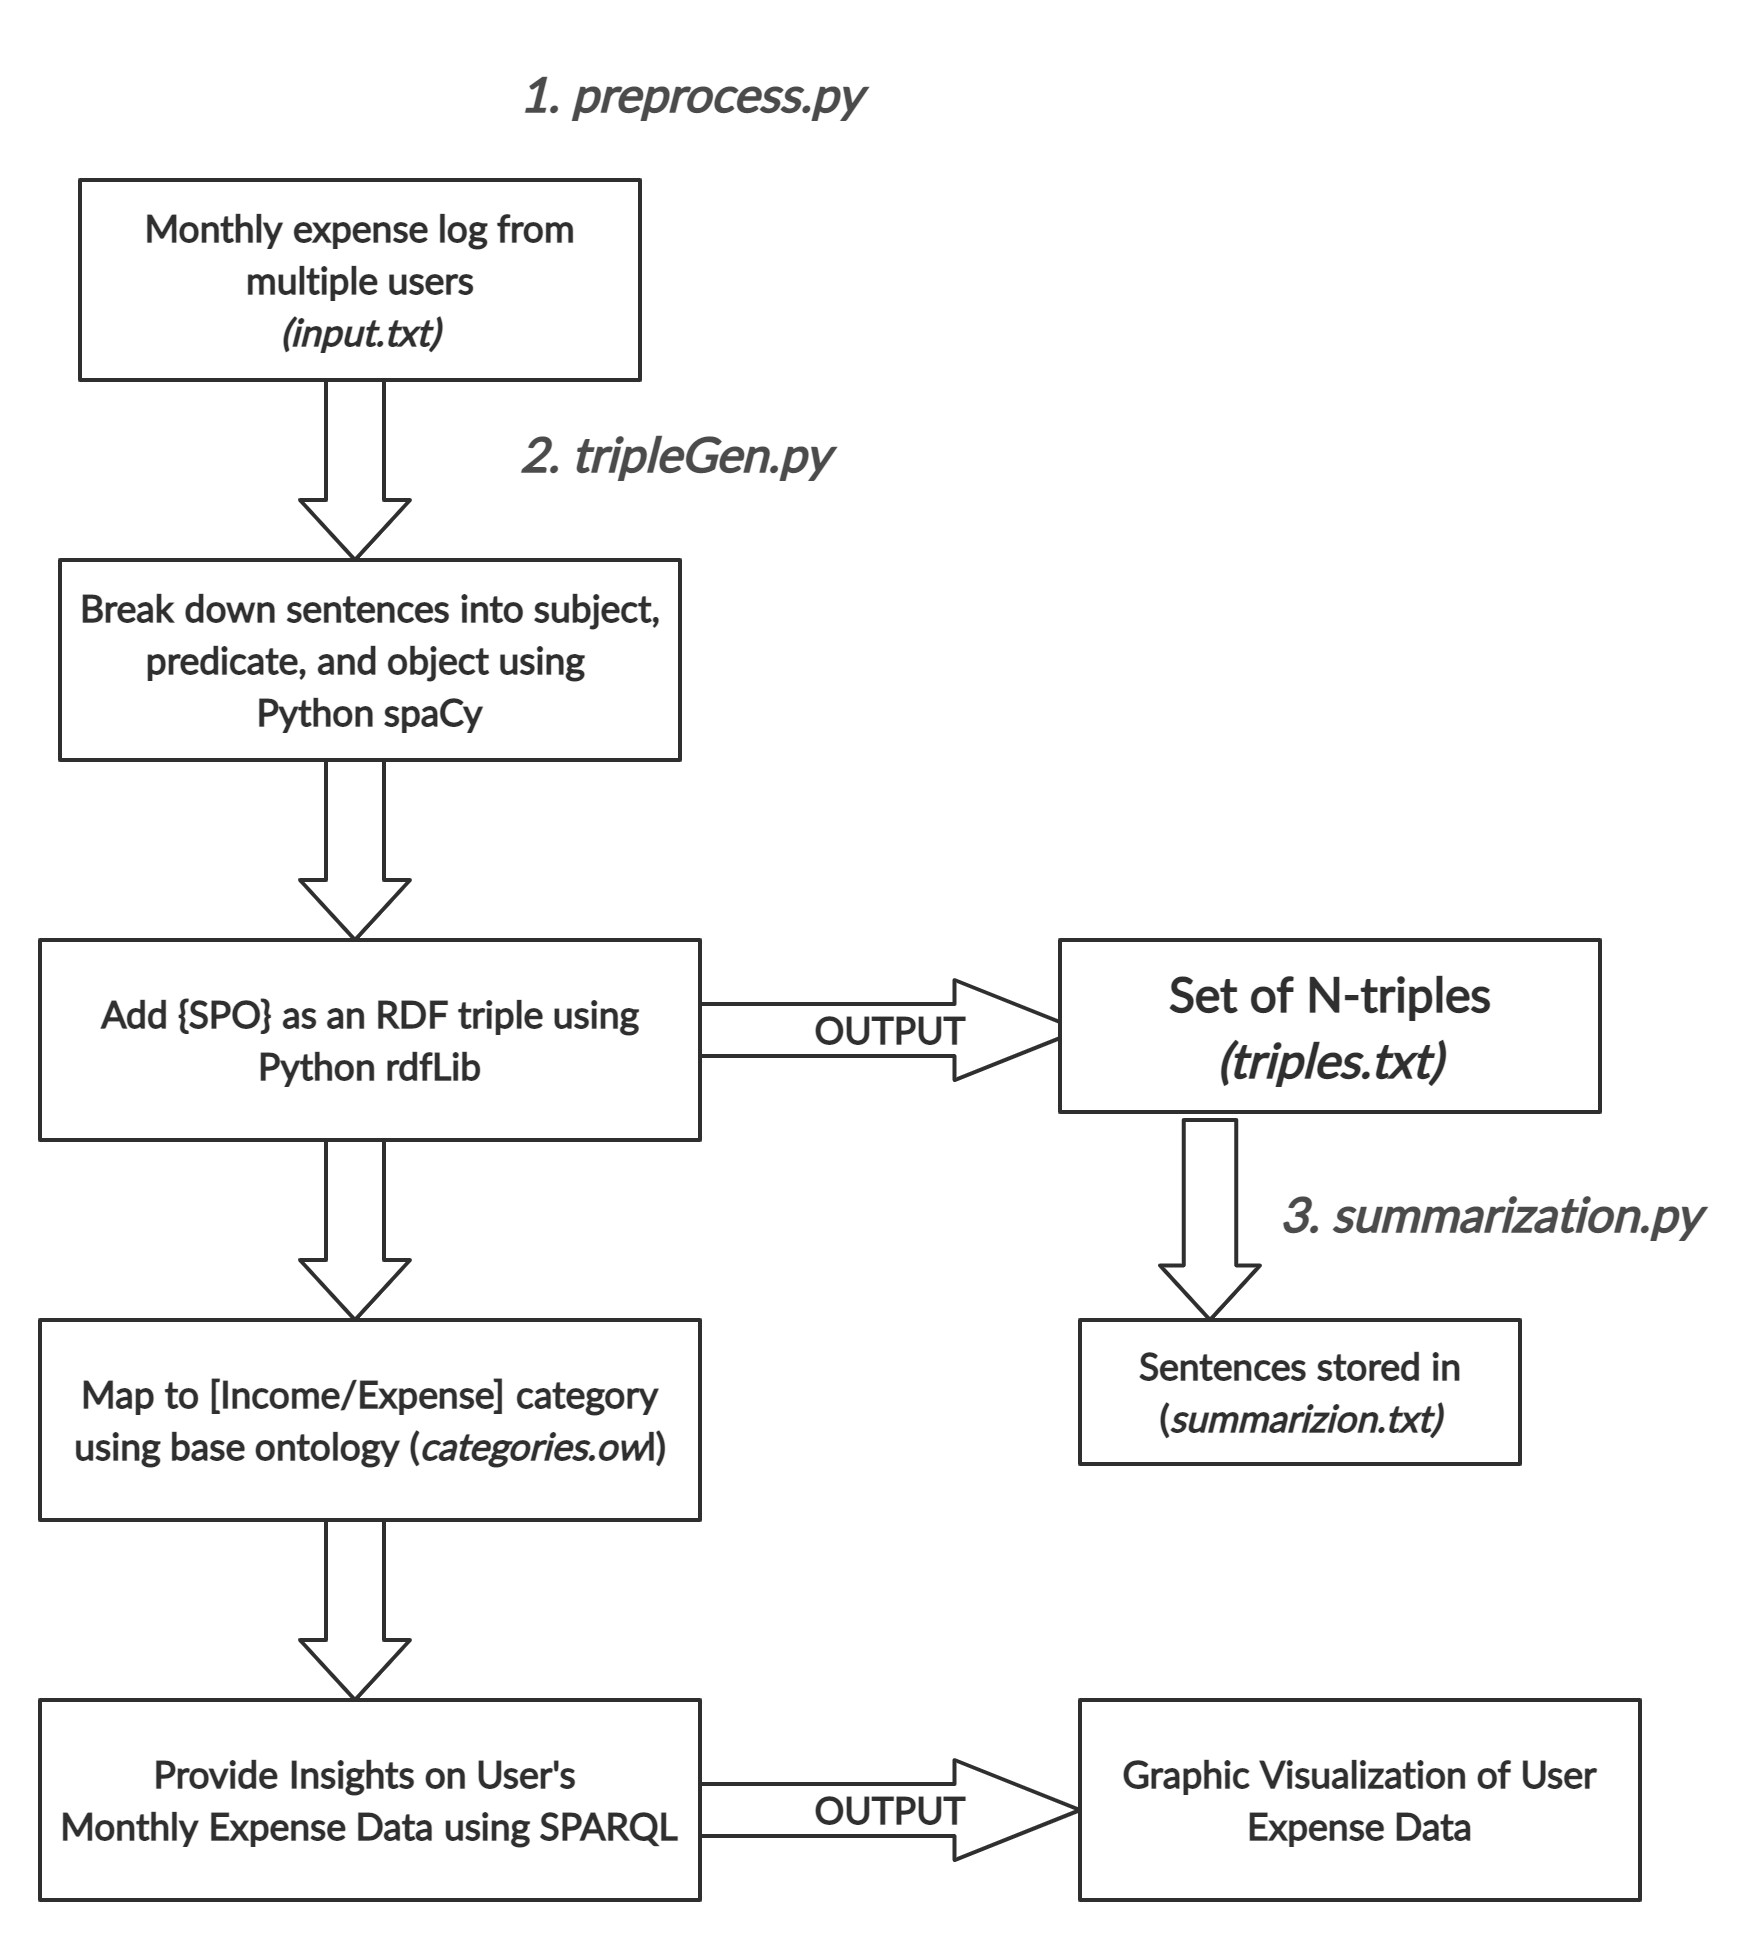 1. preprocess.py
Monthly expense log from
multiple users
(input.txt)
2. tripleGen.py
Break down sentences into subject,
predicate, and object using
Python spaCy
Add {SPO} as an RDF triple using
Python rdfLib
OUTPUT
Set of N-triples
(triples.txt)
3. summarization.py
Map to [Income/Expense] category
using base ontology (categories.owl)
Sentences stored in
(summarizion.txt)
Provide Insights on User's
Monthly Expense Data using SPARQL
OUTPUT
Graphic Visualization of User
Expense Data